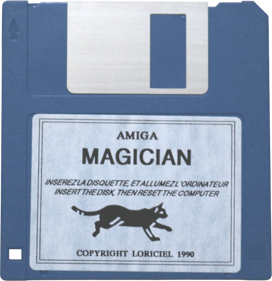 AMIGA
MAGICIAN
INSEREZ LA DISQUETTE, ET ALLUMEZ L'ORDINATEUR
INSERT THE DISK, THEN RESET THE COMPUTER
COPYRIGHT LORICIEL 1990